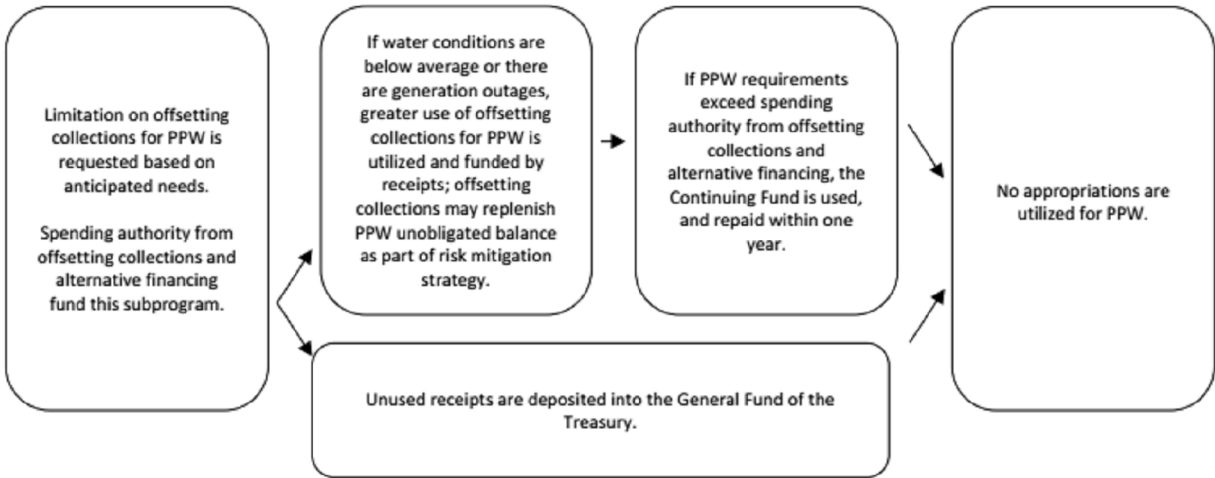 Limitation on offsetting
collections for PPW is
requested based on
anticipated needs.
Spending authority from
offsetting collections and
alternative financing
fund this subprogram.
If water conditions are
below average or there
are generation outages,
greater use of offsetting
collections for PPW is
utilized and funded by
receipts; offsetting
collections may replenish
PPW unobligated balance
as part of risk mitigation
strategy.
If PPW requirements
exceed spending
authority from offsetting
collections and
alternative financing, the
Continuing Fund is used,
and repaid within one
year.
Unused receipts are deposited into the General Fund of the
Treasury.
No appropriations are
utilized for PPW.